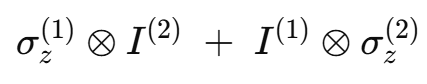 σ_z^{(1)} ⊗ I^{(2)} + I^{(1)} ⊗ σ_z^{(2)}